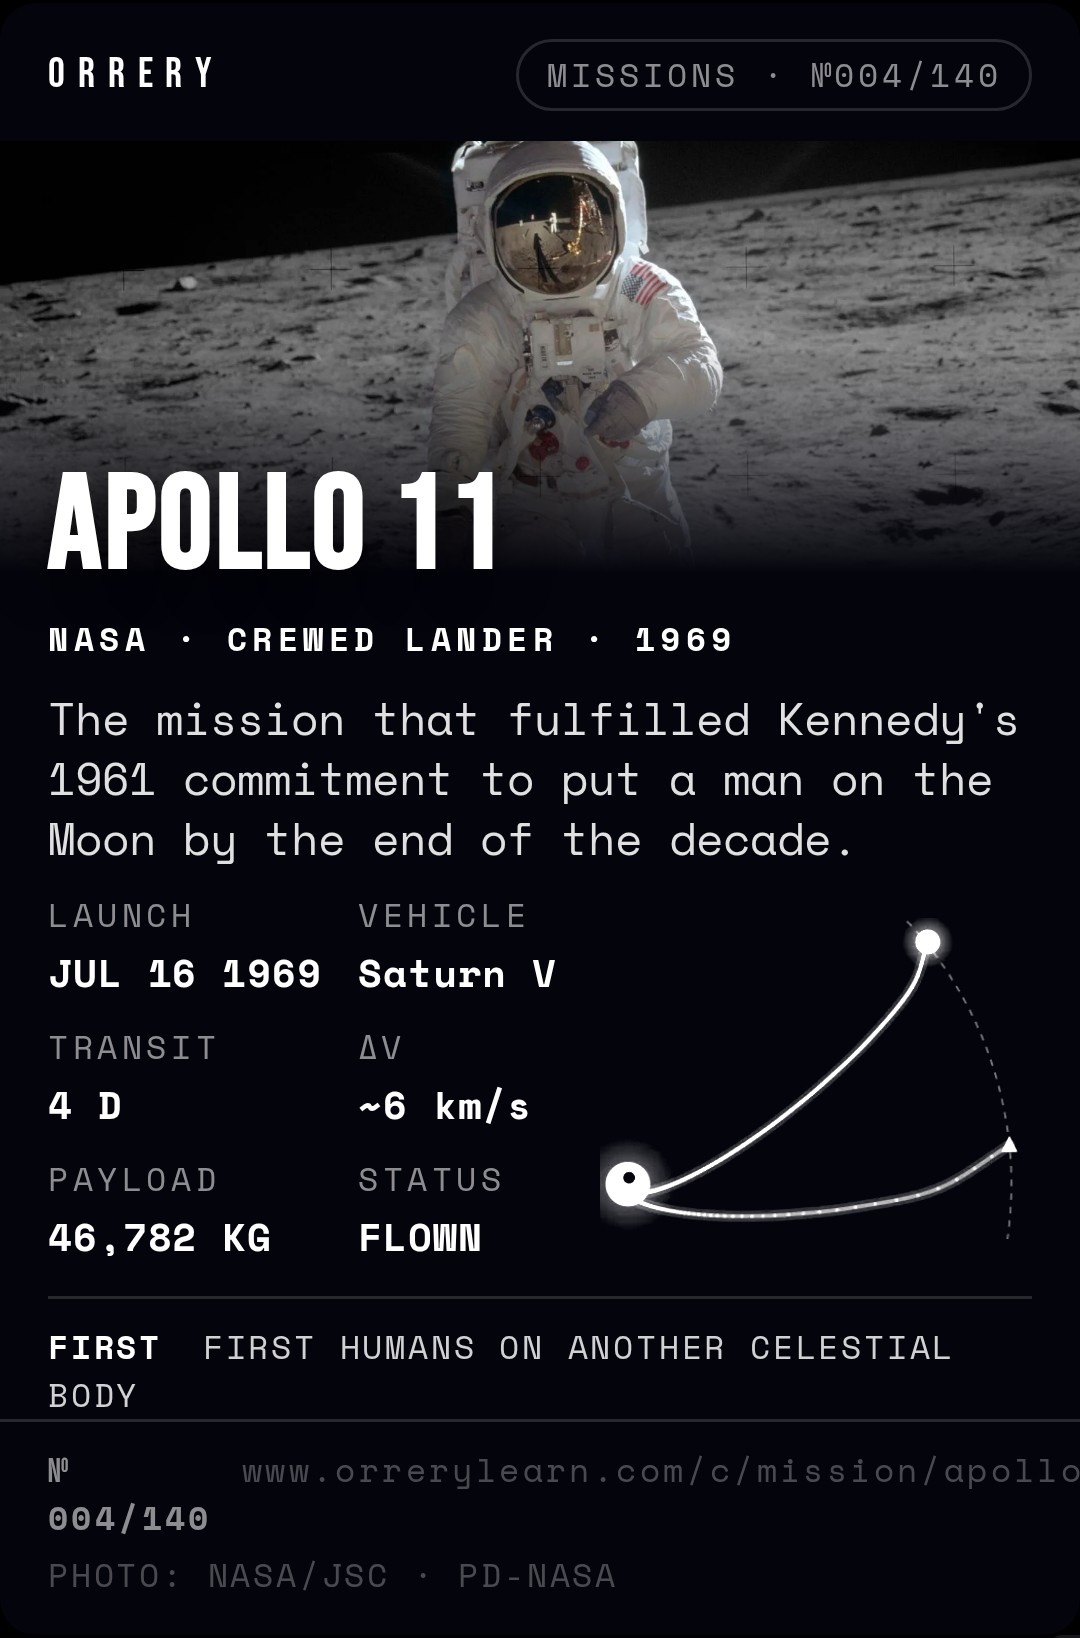 ORRERY
MISSIONS · №004/140
APOLLO 11
NASA · CREWED LANDER · 1969
The mission that fulfilled Kennedy's
1961 commitment to put a man on the
Moon by the end of the decade.
LAUNCH VEHICLE
JUL 16 1969 Saturn V
TRANSIT ΔV
4 D ~6 km/s
PAYLOAD STATUS
46,782 KG FLOWN
FIRST FIRST HUMANS ON ANOTHER CELESTIAL
BODY
№ www.orrerylearn.com/c/mission/apollo
004/140
PHOTO: NASA/JSC · PD-NASA